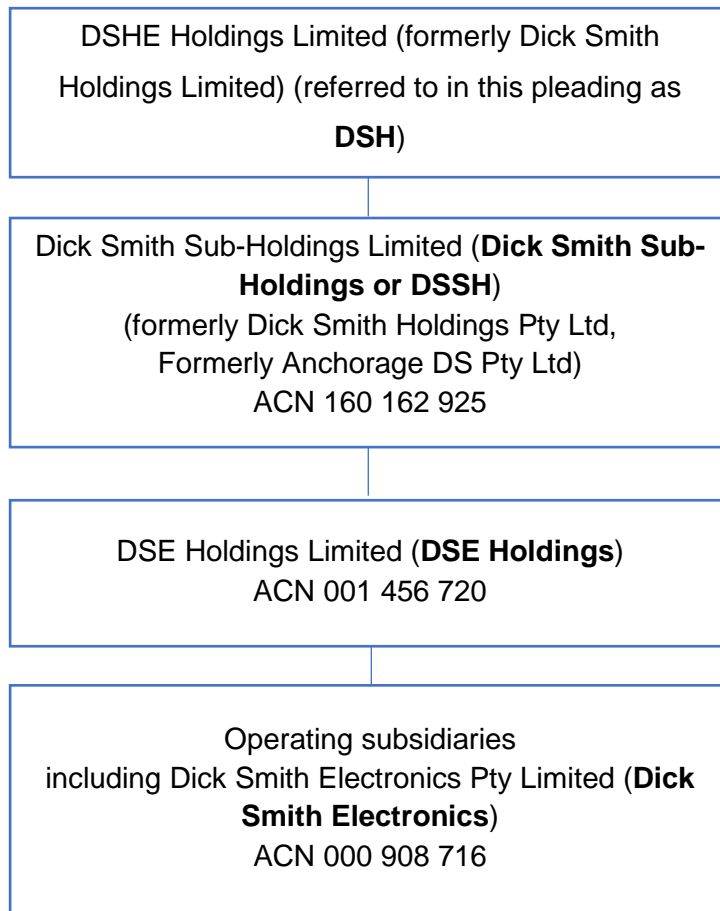 DSHE Holdings Limited (formerly Dick Smith
Holdings Limited) (referred to in this pleading as
DSH)
Dick Smith Sub-Holdings Limited (Dick Smith Sub-
Holdings or DSSH)
(formerly Dick Smith Holdings Pty Ltd,
Formerly Anchorage DS Pty Ltd)
ACN 160 162 925
DSE Holdings Limited (DSE Holdings)
ACN 001 456 720
Operating subsidiaries
including Dick Smith Electronics Pty Limited (Dick
Smith Electronics)
ACN 000 908 716